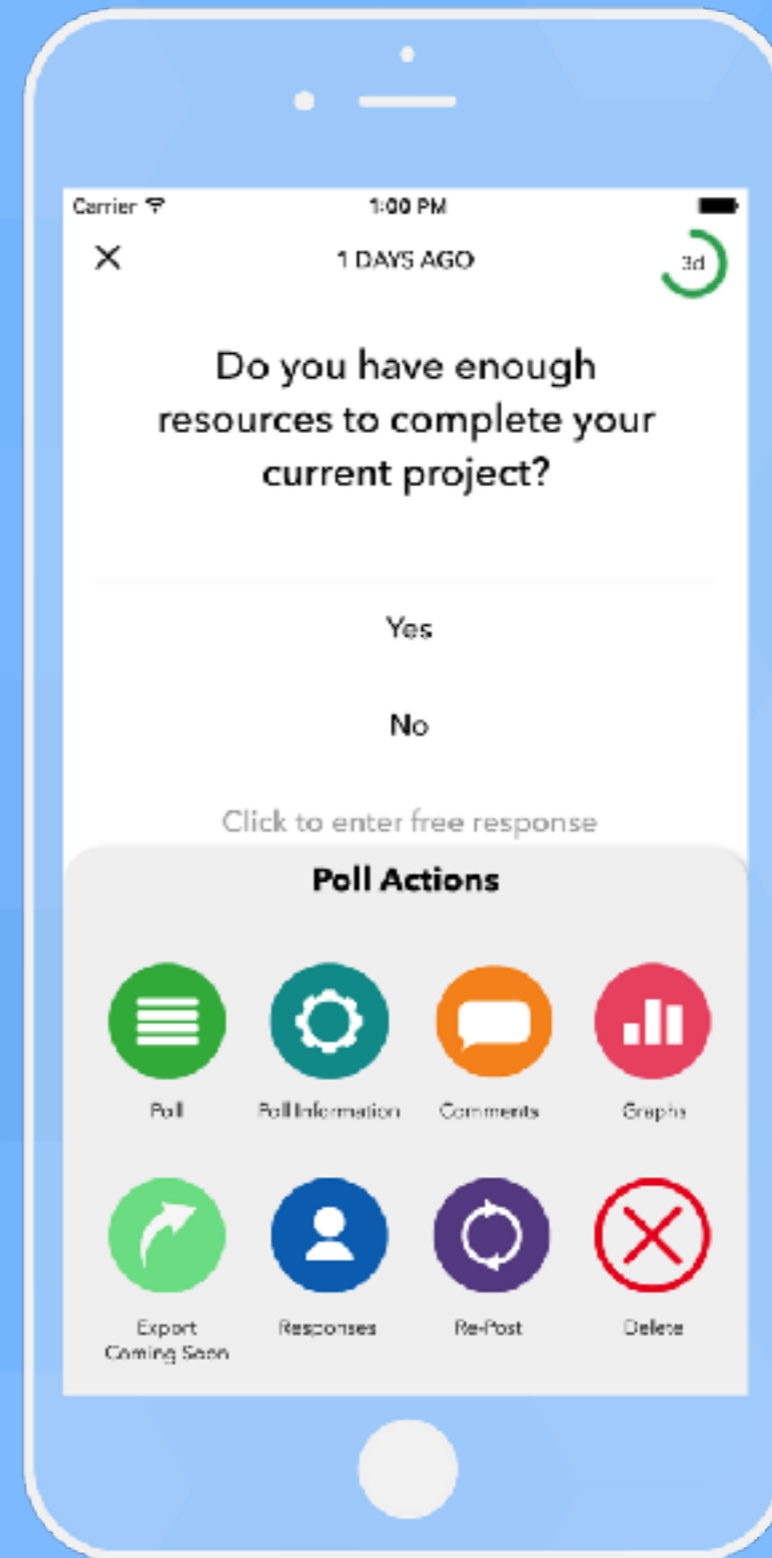 Carrier
1:00 PM
1 DAYS AGO
3d
Do you have enough
resources to complete your
current project?
Yes
No
Click to enter free response
Poll Actions
Poll
Poll Information
Comments
Graphs
Export
Coming Soon
Responses
Re-Post
Delete